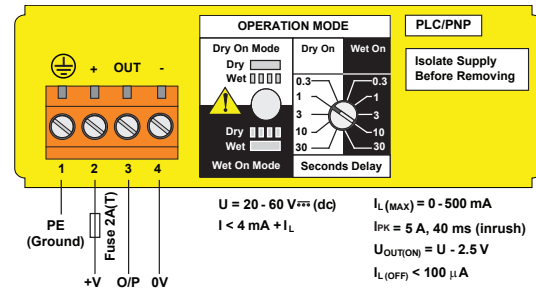 OPERATION MODE
PLC/PNP
Dry On Mode
Dry On
Wet On
Isolate Supply
Before Removing
Dry
Wet
+ OUT -
0.3 0.3
1 1
3 3
10 10
30 30
Dry
Wet
Wet On Mode
Seconds Delay
1 2 3 4
PE
(Ground)
Fuse 2A(T)
+V O/P 0V
U = 20 - 60 V⎓ (dc)
I < 4 mA + IL
IL (MAX) = 0 - 500 mA
IPK = 5 A, 40 ms (inrush)
UOUT(ON) = U - 2.5 V
IL (OFF) < 100 μA